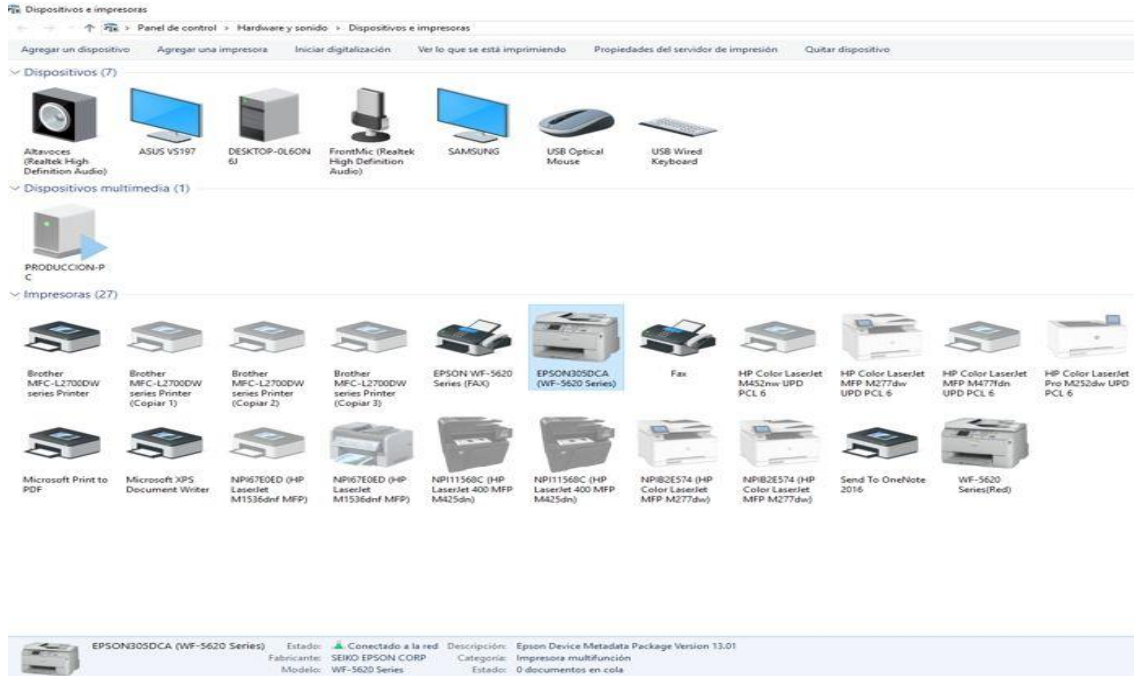 Dispositivos e impresoras
Panel de control > Hardware y sonido > Dispositivos e impresoras
Agregar un dispositivo Agregar una impresora Iniciar digitalización Ver lo que se está imprimiendo Propiedades del servidor de impresión Quitar dispositivo
Dispositivos (7)
Altavoces
(Realtek High
Definition Audio)
ASUS VS197
DESKTOP-0L6ON
6J
FrontMic (Realtek
High Definition
Audio)
SAMSUNG
USB Optical
Mouse
USB Wired
Keyboard
Dispositivos multimedia (1)
PRODUCCION-P
C
Impresoras (27)
Brother
MFC-L2700DW
series Printer
Brother
MFC-L2700DW
series Printer
(Copiar 1)
Brother
MFC-L2700DW
series Printer
(Copiar 2)
Brother
MFC-L2700DW
series Printer
(Copiar 3)
EPSON WF-5620
Series (FAX)
EPSON305DCA
(WF-5620 Series)
Fax
HP Color LaserJet
M452nw UPD
PCL 6
HP Color LaserJet
MFP M277dw
UPD PCL 6
HP Color LaserJet
MFP M477fdn
UPD PCL 6
HP Color LaserJet
Pro M252dw UPD
PCL 6
Microsoft Print to
PDF
Microsoft XPS
Document Writer
NPI67E0ED (HP
LaserJet
M1536dnf MFP)
NPI67E0ED (HP
LaserJet
M1536dnf MFP)
NPI11568C (HP
LaserJet 400 MFP
M425dn)
NPI11568C (HP
LaserJet 400 MFP
M425dn)
NPIB2E574 (HP
Color LaserJet
MFP M277dw)
NPIB2E574 (HP
Color LaserJet
MFP M277dw)
Send To OneNote
2016
WF-5620
Series(Red)
EPSON305DCA (WF-5620 Series) Estado: Conectado a la red Descripción: Epson Device Metadata Package Version 13.01
Fabricante: SEIKO EPSON CORP Categoría: Impresora multifunción
Modelo: WF-5620 Series Estado: 0 documentos en cola